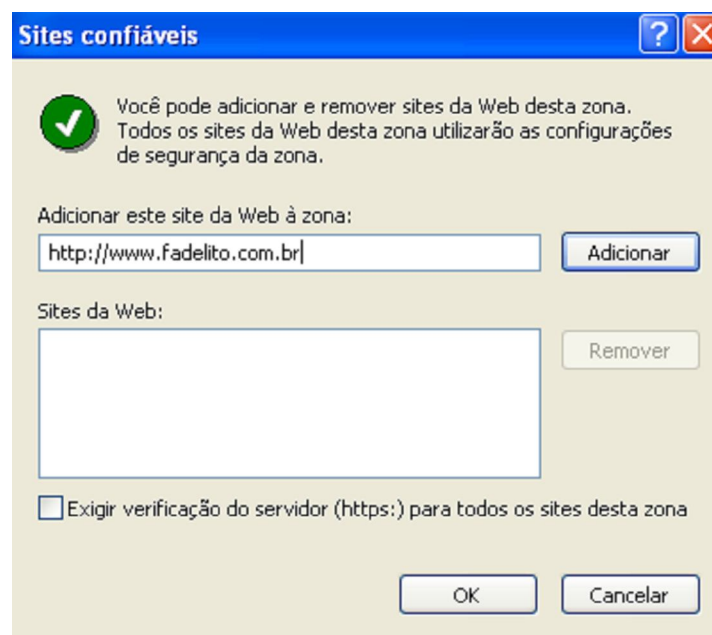 Sites confiáveis
Você pode adicionar e remover sites da Web desta zona.
Todos os sites da Web desta zona utilizarão as configurações
de segurança da zona.
Adicionar este site da Web à zona:
http://www.fadelito.com.br
Adicionar
Sites da Web:
Remover
Exigir verificação do servidor (https:) para todos os sites desta zona
OK
Cancelar